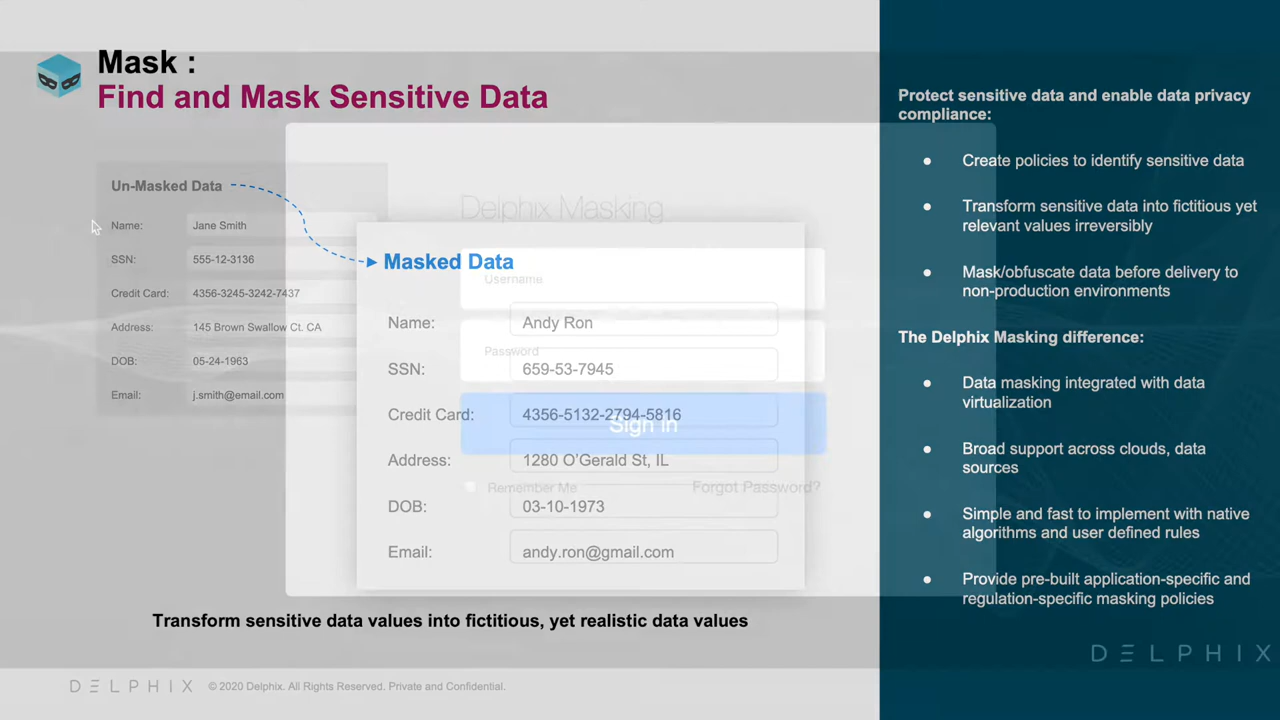 Mask :
Find and Mask Sensitive Data
Un-Masked Data
Name: Jane Smith
SSN: 555-12-3136
Credit Card: 4356-3245-3242-7437
Address: 145 Brown Swallow Ct. CA
DOB: 05-24-1963
Email: j.smith@email.com
Delphix Masking
Username
Password
Sign In
Remember Me Forgot Password?
Masked Data
Name: Andy Ron
SSN: 659-53-7945
Credit Card: 4356-5132-2794-5816
Address: 1280 O’Gerald St, IL
DOB: 03-10-1973
Email: andy.ron@gmail.com
Transform sensitive data values into fictitious, yet realistic data values
DELPHIX © 2020 Delphix. All Rights Reserved. Private and Confidential.
Protect sensitive data and enable data privacy
compliance:
● Create policies to identify sensitive data
● Transform sensitive data into fictitious yet
relevant values irreversibly
● Mask/obfuscate data before delivery to
non-production environments
The Delphix Masking difference:
● Data masking integrated with data
virtualization
● Broad support across clouds, data
sources
● Simple and fast to implement with native
algorithms and user defined rules
● Provide pre-built application-specific and
regulation-specific masking policies
DELPHIX